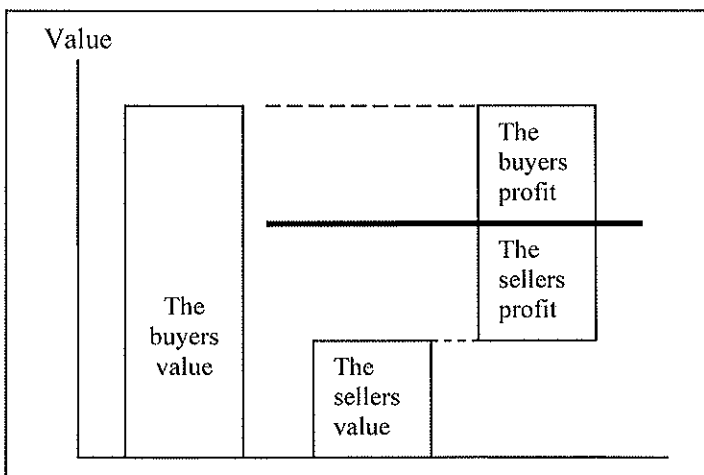 Value
The
buyers
profit
The
sellers
profit
The
buyers
value
The
sellers
value